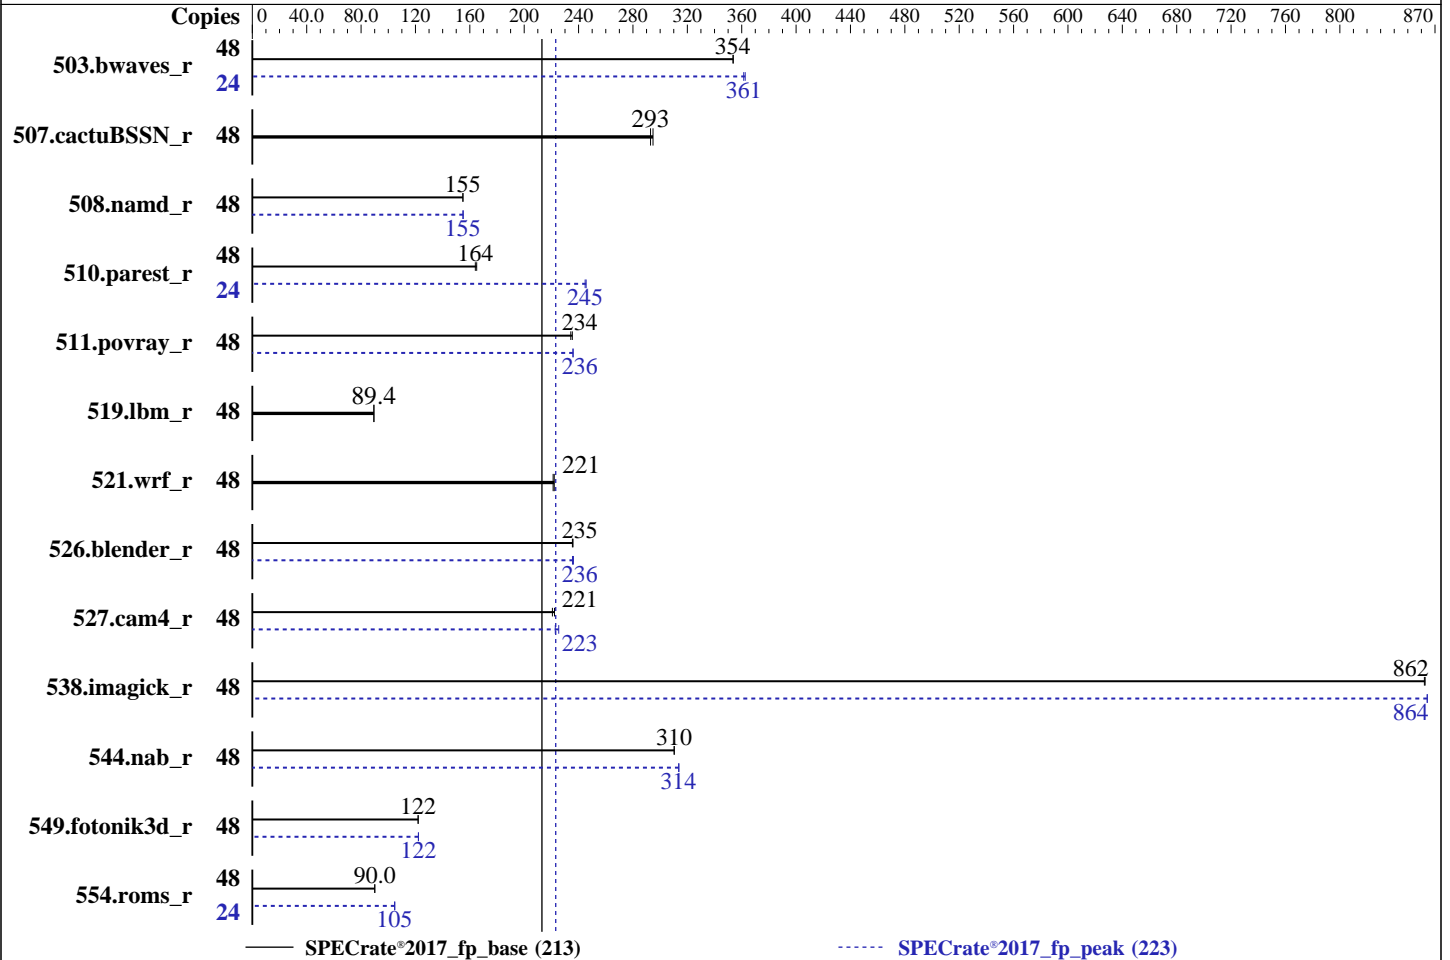 Copies 0 40.0 80.0 120 160 200 240 280 320 360 400 440 480 520 560 600 640 680 720 760 800 870
503.bwaves_r 48 354
24 361
507.cactuBSSN_r 48 293
508.namd_r 48 155
155
510.parest_r 48 164
24 245
511.povray_r 48 234
236
519.lbm_r 48 89.4
521.wrf_r 48 221
526.blender_r 48 235
236
527.cam4_r 48 221
223
538.imagick_r 48 862
864
544.nab_r 48 310
314
549.fotonik3d_r 48 122
122
554.roms_r 48 90.0
24 105
SPECrate®2017_fp_base (213) SPECrate®2017_fp_peak (223)